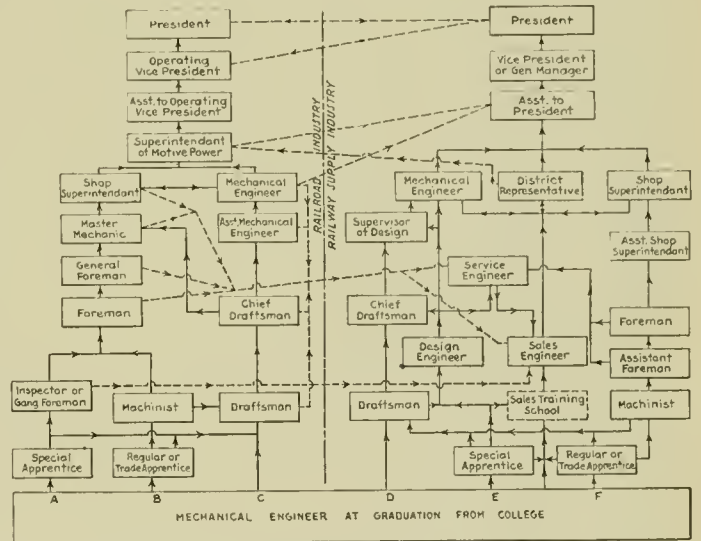 President
President
Operating
Vice President
Vice President
or Gen Manager
Asst. to Operating
Vice President
Asst. to
President
Superintendant
of Motive Power
RAILROAD INDUSTRY
RAILWAY SUPPLY INDUSTRY
Shop
Superintendant
Mechanical
Engineer
Mechanical
Engineer
District
Representative
Shop
Superintendant
Master
Mechanic
Asst. Mechanical
Engineer
Supervisor
of Design
Asst. Shop
Superintendant
General
Foreman
Service
Engineer
Foreman
Chief
Draftsman
Chief
Draftsman
Foreman
Design
Engineer
Sales
Engineer
Assistant
Foreman
Inspector or
Gang Foreman
Machinist
Draftsman
Draftsman
Sales Training
School
Machinist
Special
Apprentice
Regular or
Trade Apprentice
Special
Apprentice
Regular or
Trade Apprentice
A B C D E F
MECHANICAL ENGINEER AT GRADUATION FROM COLLEGE